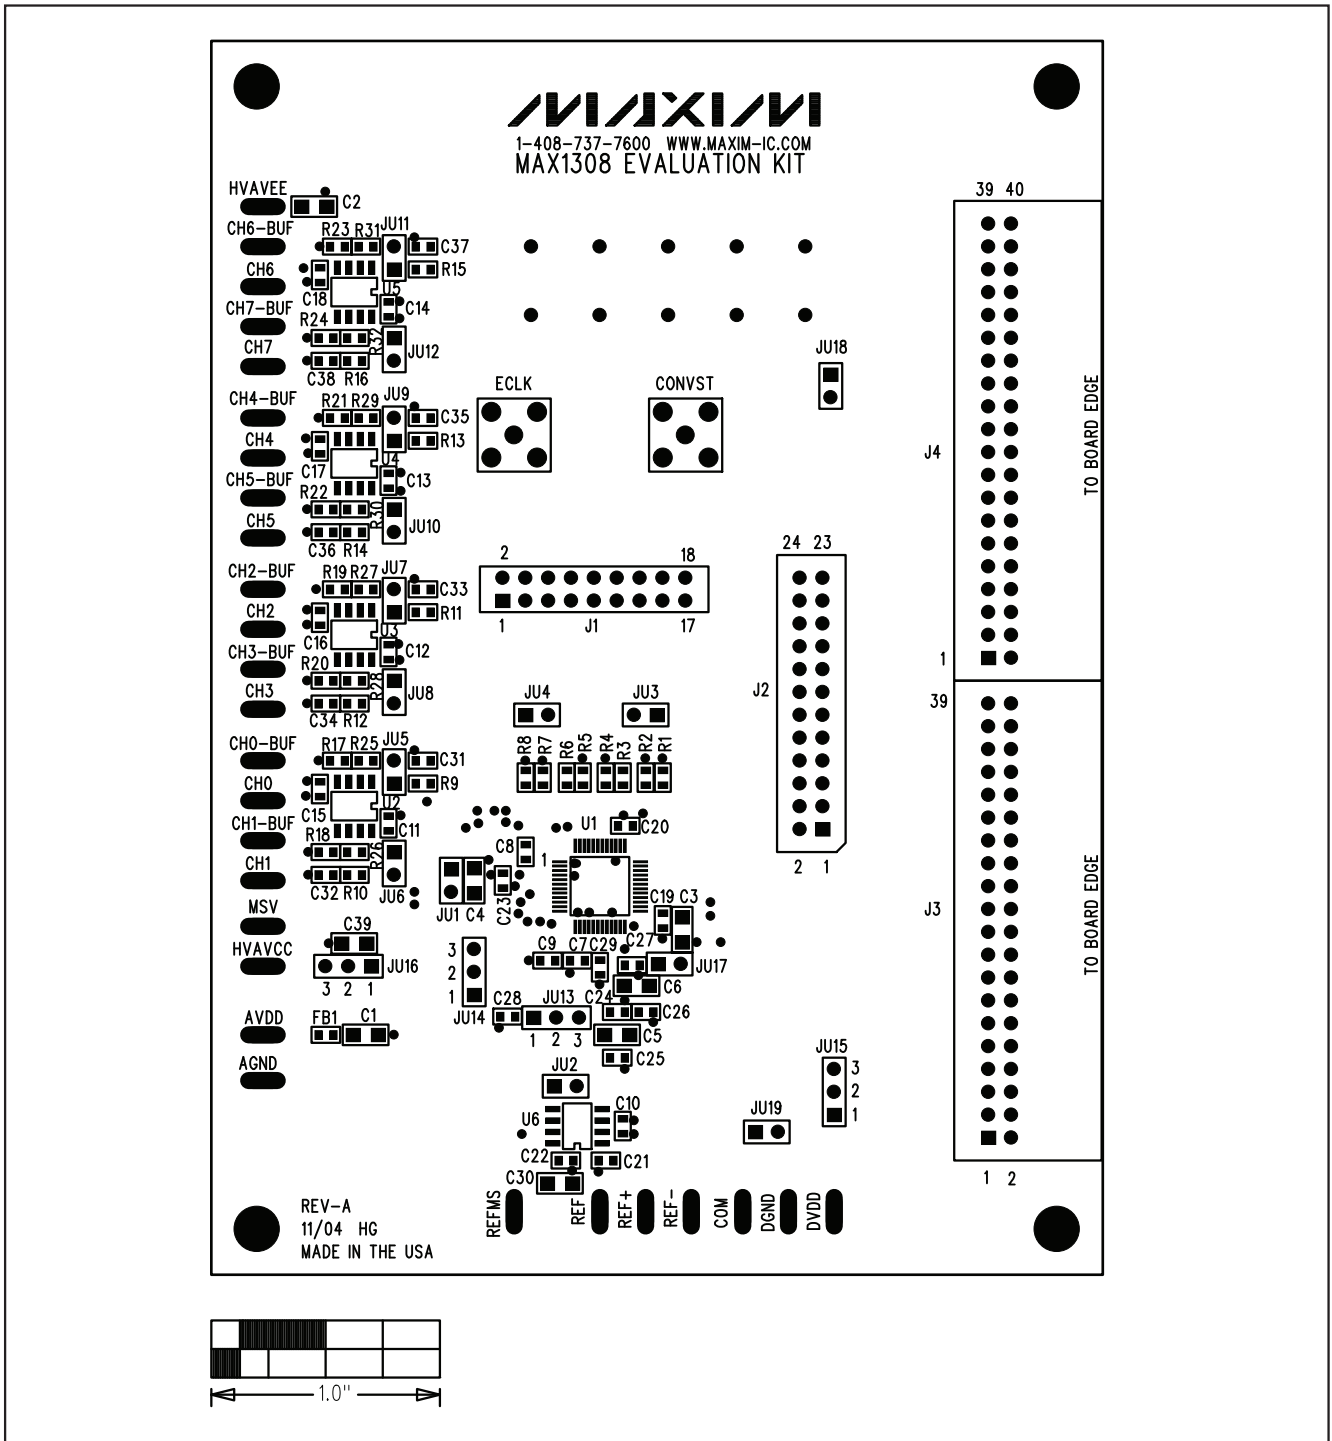 MAXIM
1-408-737-7600 WWW.MAXIM-IC.COM
MAX1308 EVALUATION KIT
HVAVEE
C2
CH6-BUF
R23 R31
JU11
C37
CH6
R15
C18
U5
CH7-BUF
C14
R24
R32
CH7
JU12
C38 R16
CH4-BUF
R21 R29
JU9
C35
CH4
R13
C17
U4
CH5-BUF
C13
R22
R30
CH5
JU10
C36 R14
CH2-BUF
R19 R27
JU7
C33
CH2
R11
C16
U3
CH3-BUF
C12
R20
R28
CH3
JU8
C34 R12
CH0-BUF
R17 R25
JU5
C31
CH0
R9
C15
U2
CH1-BUF
C11
R18
R26
CH1
C32 R10
JU6
MSV
C39
HVAVCC
JU16
3 2 1
AVDD
FB1 C1
AGND
ECLK
CONVST
JU18
39 40
J4
TO BOARD EDGE
1
2
18
1
J1
17
24 23
J2
2 1
JU4
JU3
R8
R7
R6
R5
R4
R3
R2
R1
U1
C20
C8
1
C23
JU1 C4
C19 C3
3
2
1
JU14
C9 C7 C29
C27
JU17
C6
C28
JU13
C24
C26
1 2 3
C5
C25
JU2
U6
C10
C22
C21
C30
JU15
3
2
1
JU19
39
J3
TO BOARD EDGE
1 2
REFMS
REF
REF+
REF-
COM
DGND
DVDD
REV-A
11/04 HG
MADE IN THE USA
1.0"